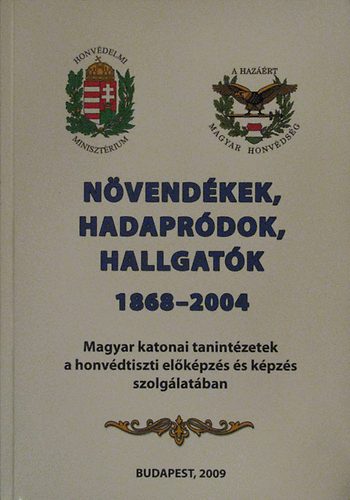 HONVÉDELMI
MINISZTÉRIUM
A HAZÁÉRT
MAGYAR HONVÉDSÉG
NÖVENDÉKEK,
HADAPRÓDOK,
HALLGATÓK
1868–2004
Magyar katonai tanintézetek
a honvédtiszti előképzés és képzés
szolgálatában
BUDAPEST, 2009